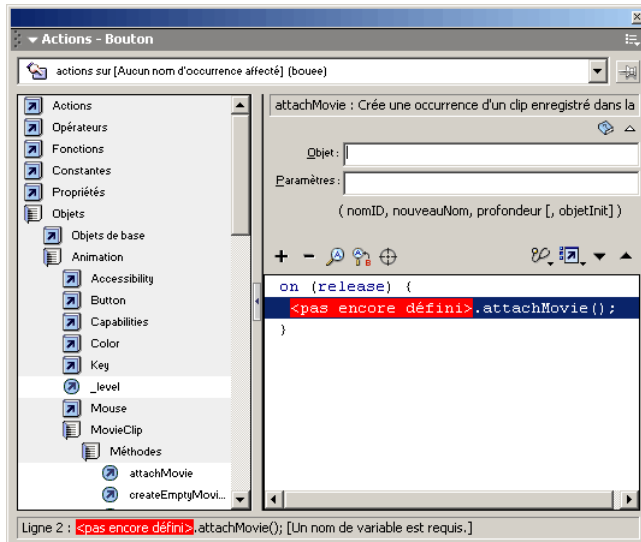 Actions - Bouton
actions sur [Aucun nom d'occurrence affecté] (bouee)
Actions
Opérateurs
Fonctions
Constantes
Propriétés
Objets
Objets de base
Animation
Accessibility
Button
Capabilities
Color
Key
_level
Mouse
MovieClip
Méthodes
attachMovie
createEmptyMovi...
attachMovie : Crée une occurrence d'un clip enregistré dans la
Objet :
Paramètres :
( nomID, nouveauNom, profondeur [, objetInit] )
on (release) {
<pas encore défini>.attachMovie();
}
Ligne 2 : <pas encore défini>.attachMovie(); [Un nom de variable est requis.]